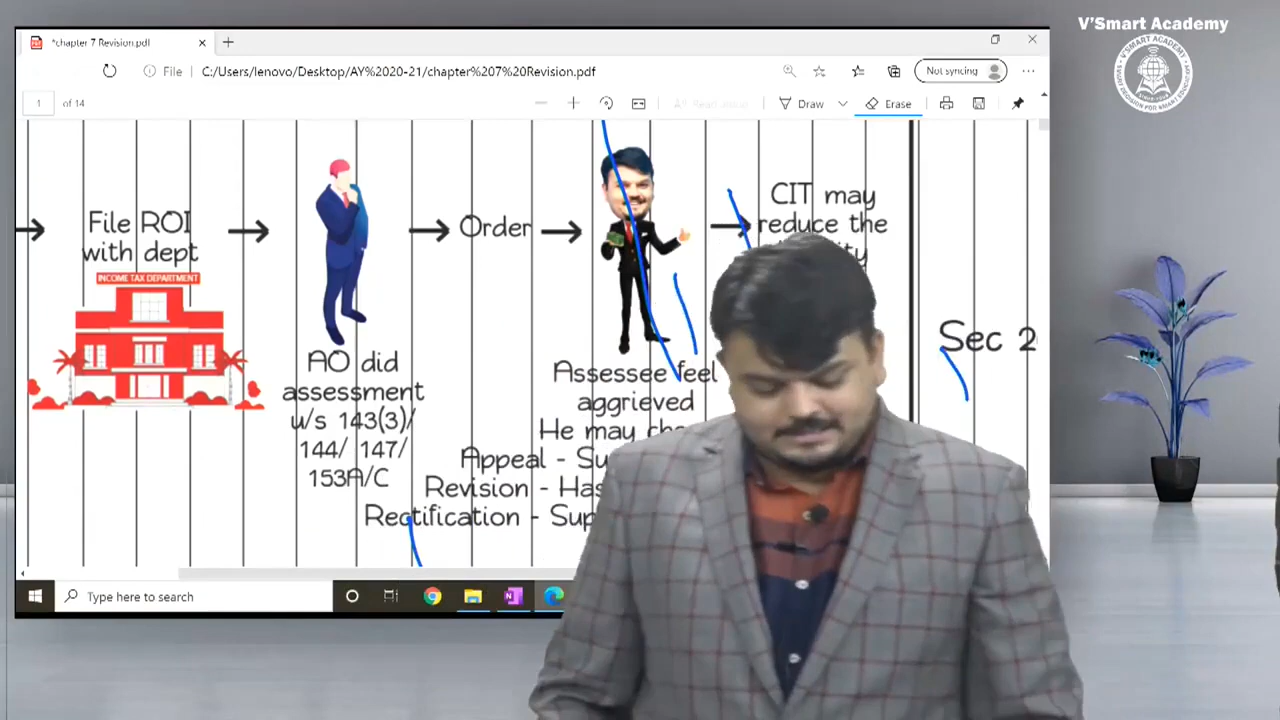 V'Smart Academy
*chapter 7 Revision.pdf
File
C:/Users/lenovo/Desktop/AY%2020-21/chapter%207%20Revision.pdf
Not syncing
1 of 14
Draw
Erase
File ROI
with dept
INCOME TAX DEPARTMENT
AO did
assessment
u/s 143(3)/
144/ 147/
153A/C
Order
Assessee feel
aggrieved
He may
Appeal -
Revision -
Rectification -
CIT may
reduce the
Sec 2
Type here to search